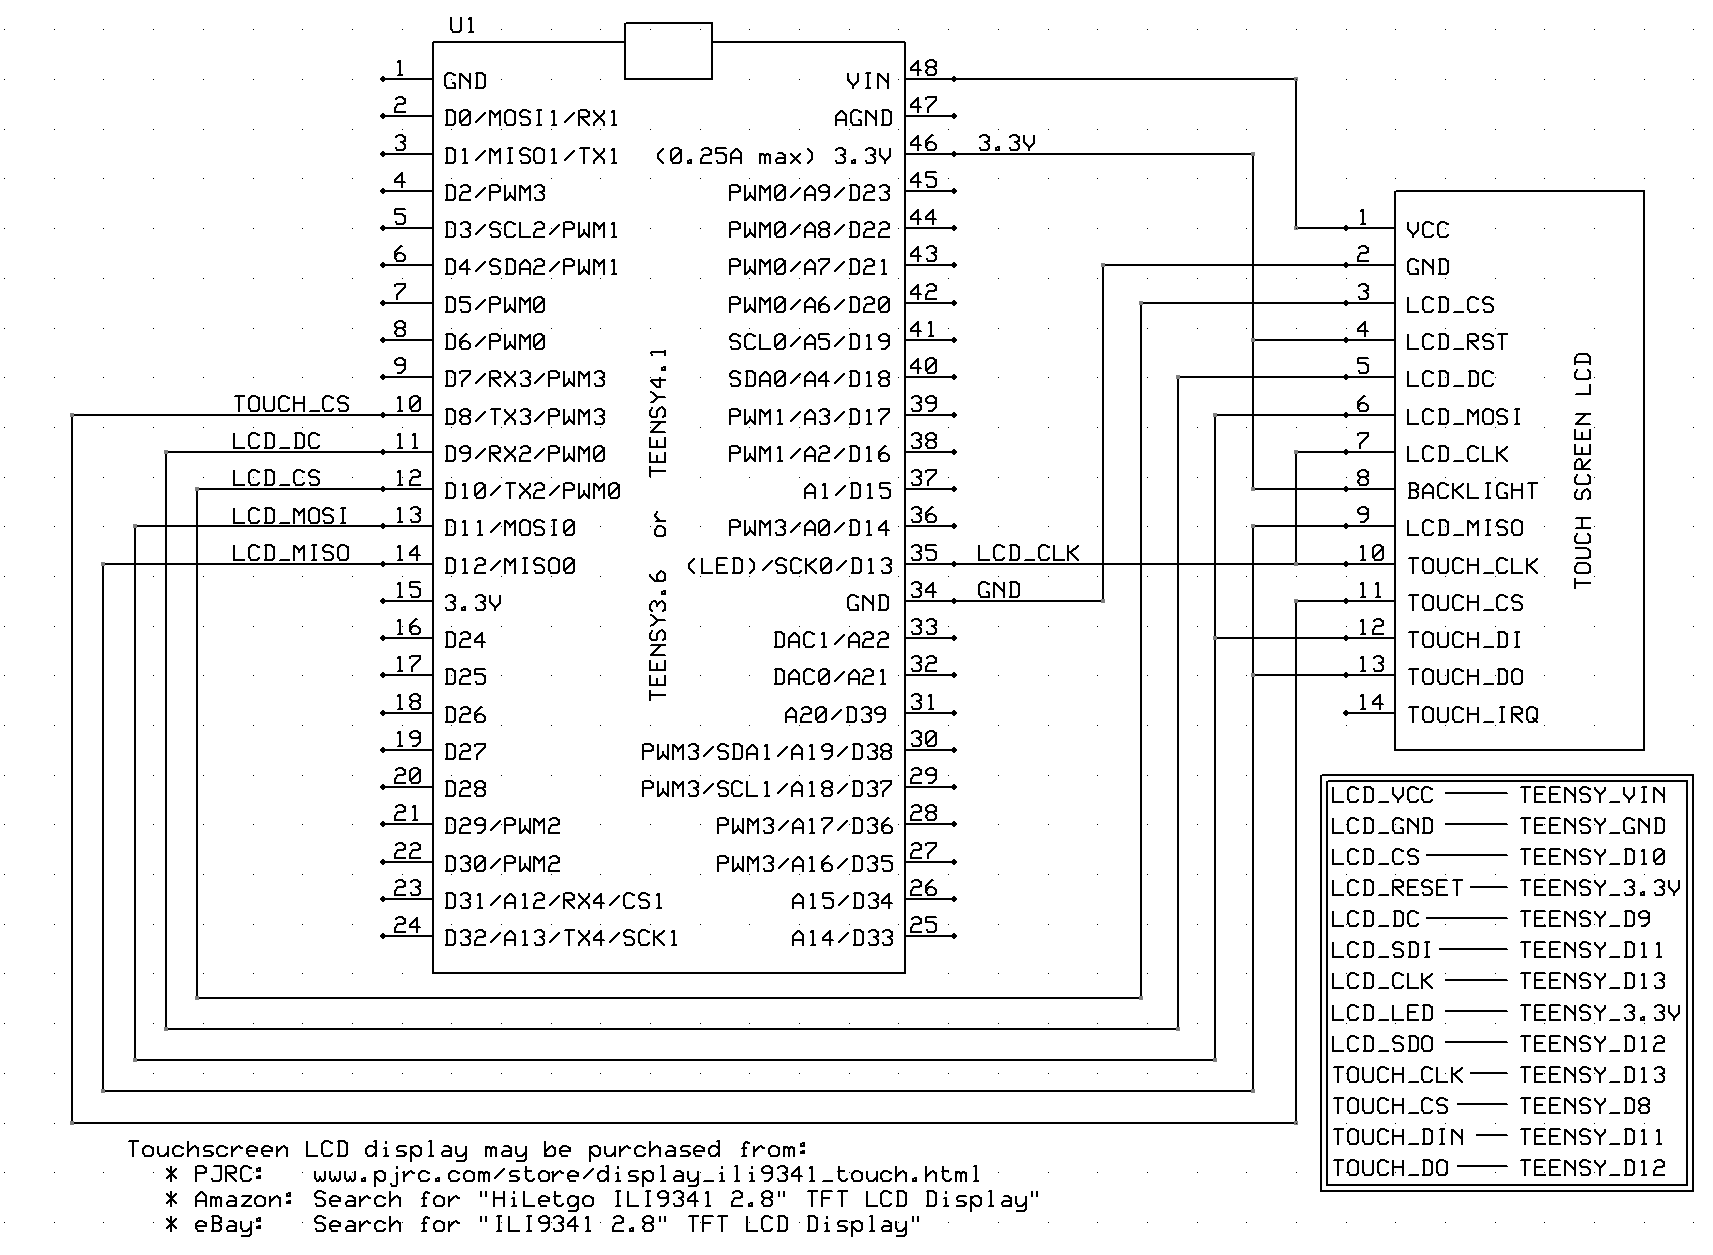 U1
1 GND
2 D0/MOSI1/RX1
3 D1/MISO1/TX1
4 D2/PWM3
5 D3/SCL2/PWM1
6 D4/SDA2/PWM1
7 D5/PWM0
8 D6/PWM0
9 D7/RX3/PWM3
TOUCH_CS 10 D8/TX3/PWM3
LCD_DC 11 D9/RX2/PWM0
LCD_CS 12 D10/TX2/PWM0
LCD_MOSI 13 D11/MOSI0
LCD_MISO 14 D12/MISO0
15 3.3V
16 D24
17 D25
18 D26
19 D27
20 D28
21 D29/PWM2
22 D30/PWM2
23 D31/A12/RX4/CS1
24 D32/A13/TX4/SCK1
TEENSY3.6 or TEENSY4.1
VIN 48
AGND 47
(0.25A max) 3.3V 46 3.3V
PWM0/A9/D23 45
PWM0/A8/D22 44
PWM0/A7/D21 43
PWM0/A6/D20 42
SCL0/A5/D19 41
SDA0/A4/D18 40
PWM1/A3/D17 39
PWM1/A2/D16 38
A1/D15 37
PWM3/A0/D14 36
(LED)/SCK0/D13 35 LCD_CLK
GND 34 GND
DAC1/A22 33
DAC0/A21 32
A20/D39 31
PWM3/SDA1/A19/D38 30
PWM3/SCL1/A18/D37 29
PWM3/A17/D36 28
PWM3/A16/D35 27
A15/D34 26
A14/D33 25
1 VCC
2 GND
3 LCD_CS
4 LCD_RST
5 LCD_DC
6 LCD_MOSI
7 LCD_CLK
8 BACKLIGHT
9 LCD_MISO
10 TOUCH_CLK
11 TOUCH_CS
12 TOUCH_DI
13 TOUCH_DO
14 TOUCH_IRQ
TOUCH SCREEN LCD
LCD_VCC TEENSY_VIN
LCD_GND TEENSY_GND
LCD_CS TEENSY_D10
LCD_RESET TEENSY_3.3V
LCD_DC TEENSY_D9
LCD_SDI TEENSY_D11
LCD_CLK TEENSY_D13
LCD_LED TEENSY_3.3V
LCD_SDO TEENSY_D12
TOUCH_CLK TEENSY_D13
TOUCH_CS TEENSY_D8
TOUCH_DIN TEENSY_D11
TOUCH_DO TEENSY_D12
Touchscreen LCD display may be purchased from:
* PJRC: www.pjrc.com/store/display_ili9341_touch.html
* Amazon: Search for "HiLetgo ILI9341 2.8" TFT LCD Display"
* eBay: Search for "ILI9341 2.8" TFT LCD Display"